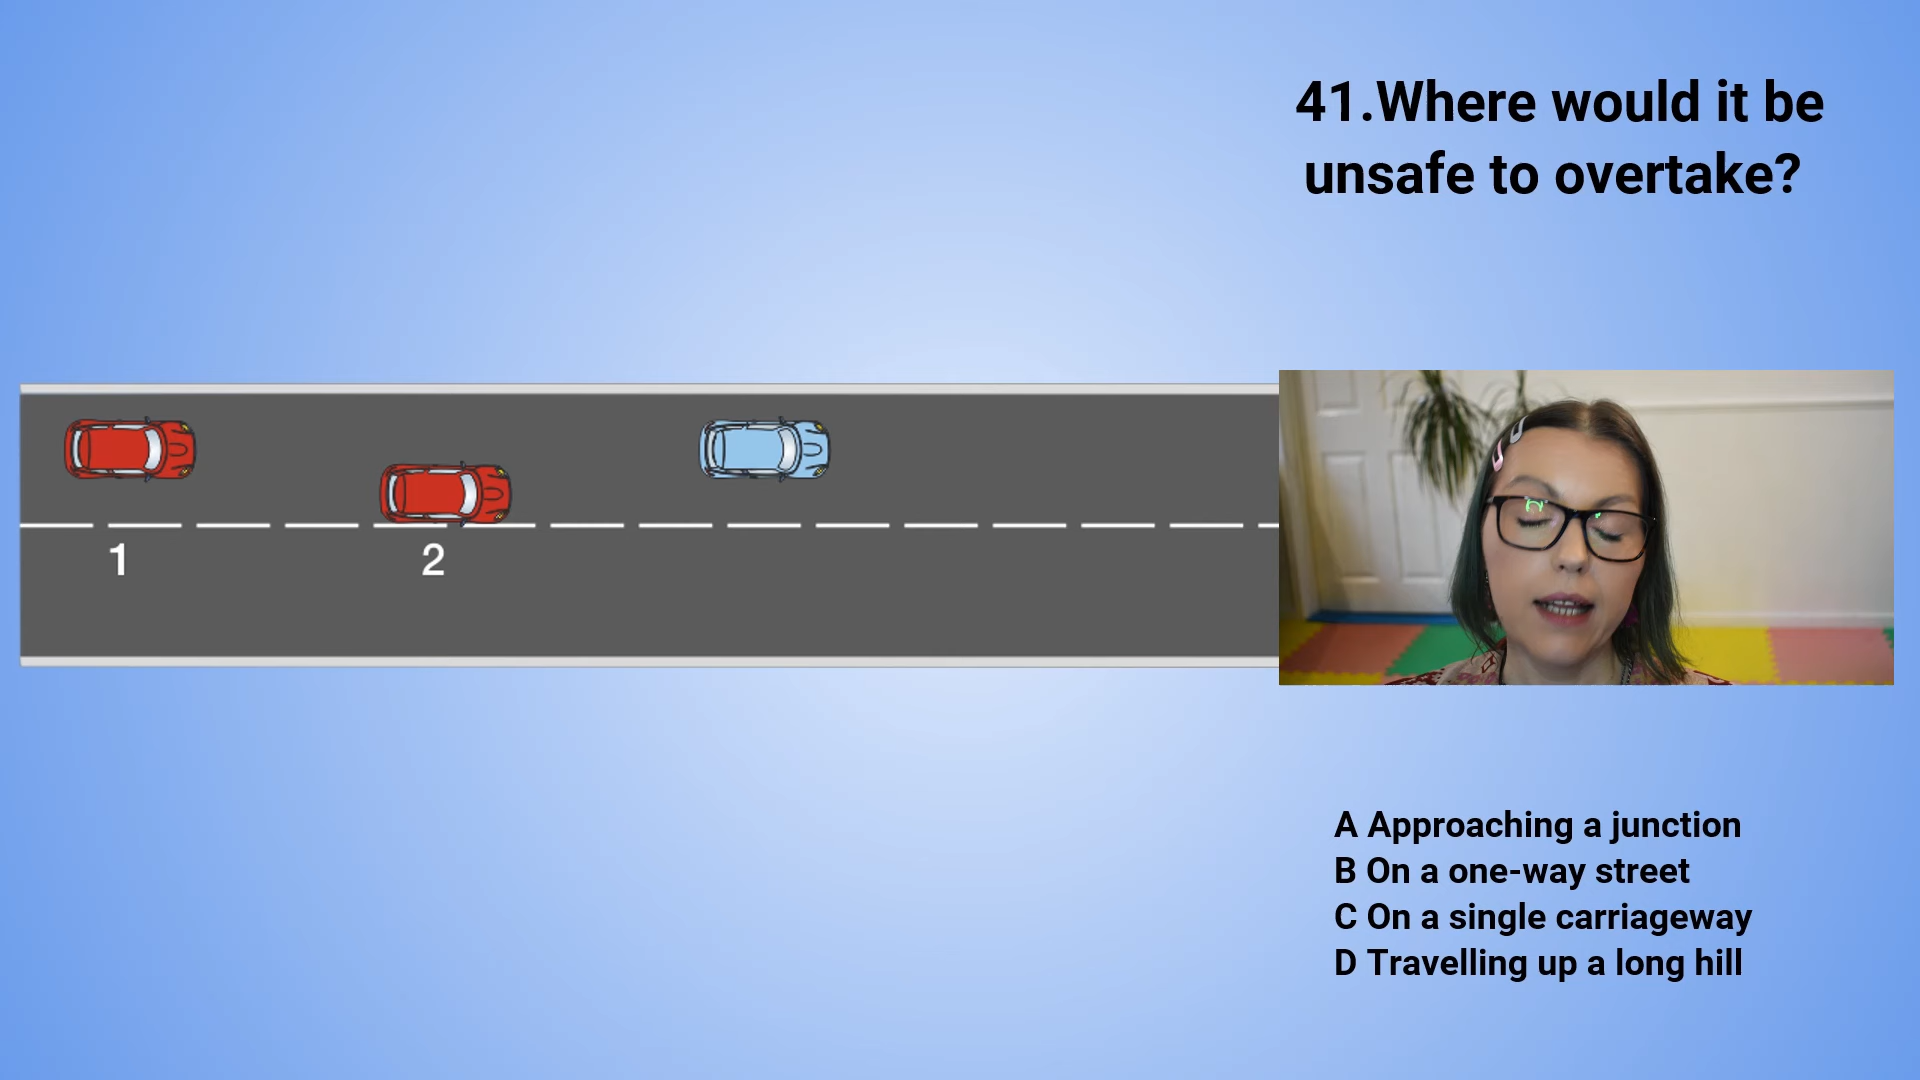 41.Where would it be
unsafe to overtake?
1
2
A Approaching a junction
B On a one-way street
C On a single carriageway
D Travelling up a long hill